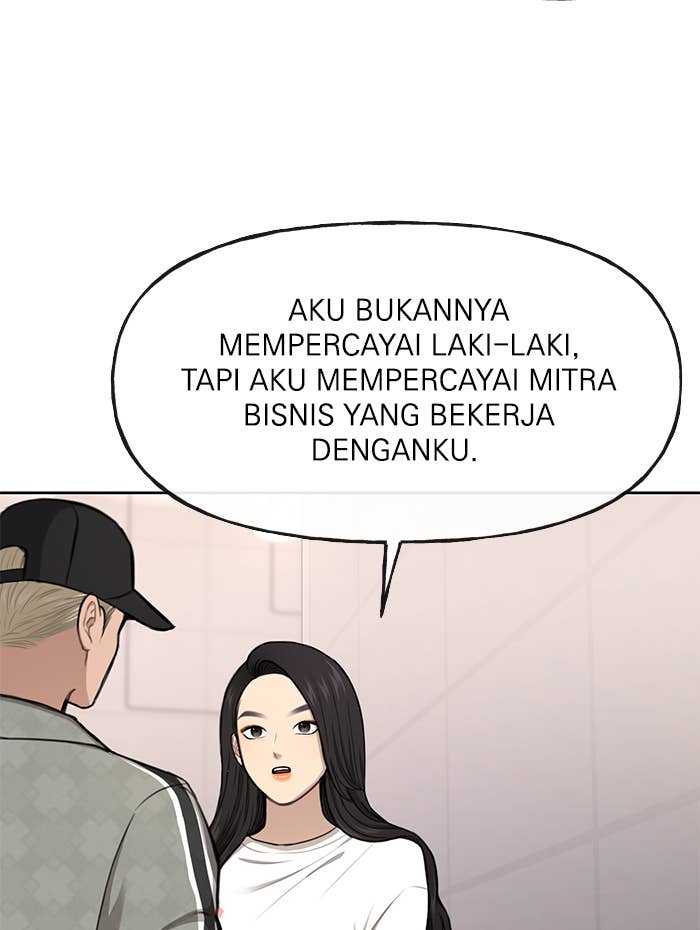 AKU BUKANNYA
MEMPERCAYAI LAKI-LAKI,
TAPI AKU MEMPERCAYAI MITRA
BISNIS YANG BEKERJA
DENGANKU.